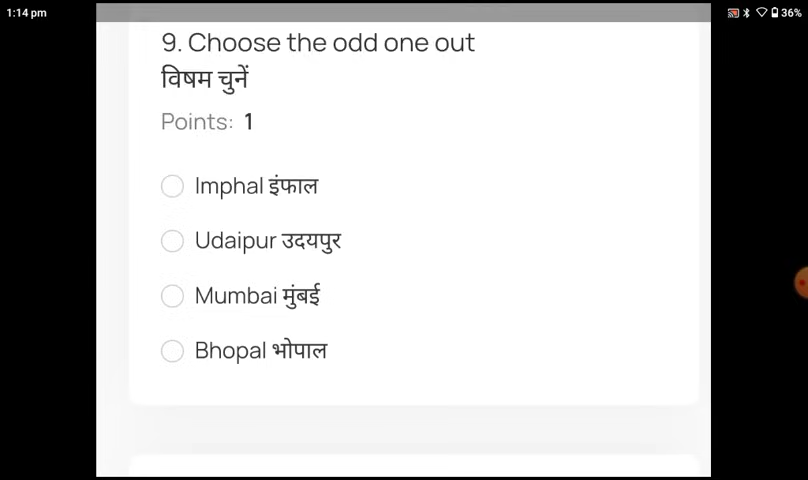 1:14 pm
36%
9. Choose the odd one out
विषम चुनें
Points: 1
Imphal इंफाल
Udaipur उदयपुर
Mumbai मुंबई
Bhopal भोपाल